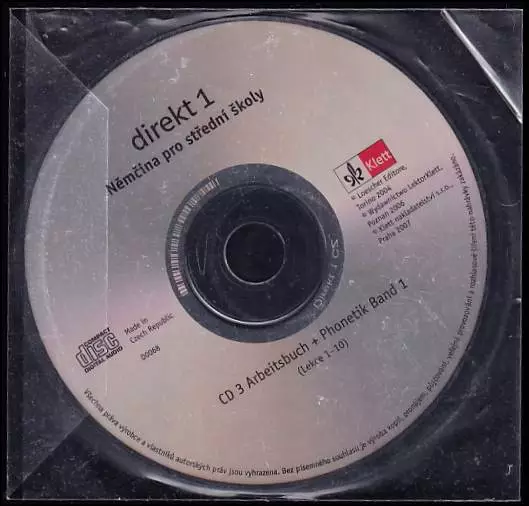 direkt 1
Němčina pro střední školy
Klett
© Loescher Editore,
Torino 2004
© Wydawnictwo LektorKlett,
Poznań 2006
© Klett nakladatelství s.r.o.,
Praha 2007
COMPACT
disc
DIGITAL AUDIO
Made in
Czech Republic
00068
CD 3 Arbeitsbuch + Phonetik Band 1
(Lekce 1-10)
Všechna práva výrobce a vlastníků autorských práv jsou vyhrazena. Bez písemného souhlasu je výroba kopií, pronájem, půjčování, veřejné provozování a rozhlasové šíření této nahrávky zakázáno.
J